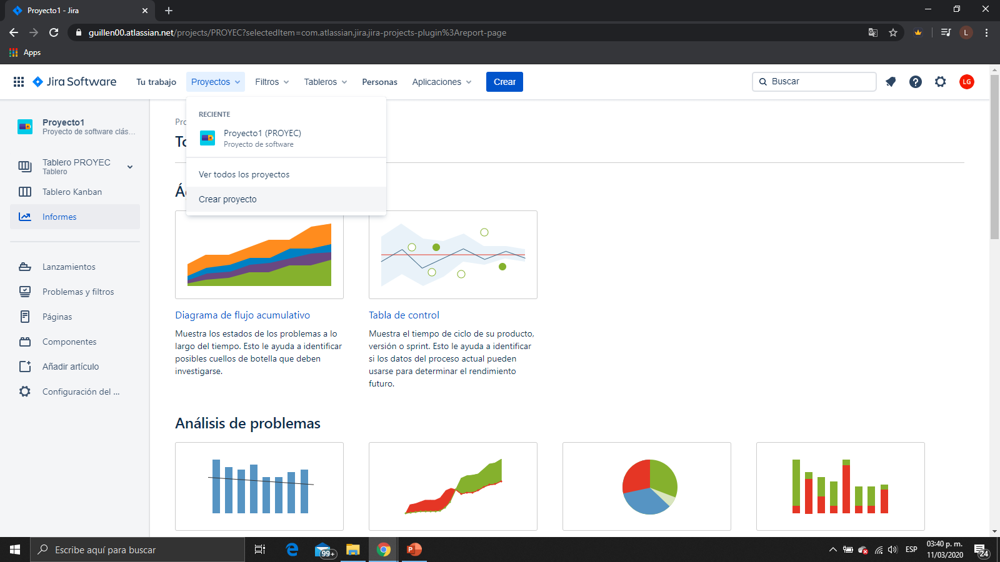 Proyecto1 - Jira
guillen00.atlassian.net/projects/PROYEC?selectedItem=com.atlassian.jira.jira-projects-plugin%3Areport-page
L
Apps
Jira Software
Tu trabajo
Proyectos
Filtros
Tableros
Personas
Aplicaciones
Crear
Buscar
LG
Proyecto1
Proyecto de software clás...
Tablero PROYEC
Tablero
Tablero Kanban
Informes
Lanzamientos
Problemas y filtros
Páginas
Componentes
Añadir artículo
Configuración del ...
RECIENTE
Proyecto1 (PROYEC)
Proyecto de software
Ver todos los proyectos
Crear proyecto
Diagrama de flujo acumulativo
Muestra los estados de los problemas a lo
largo del tiempo. Esto le ayuda a identificar
posibles cuellos de botella que deben
investigarse.
Tabla de control
Muestra el tiempo de ciclo de su producto,
versión o sprint. Esto le ayuda a identificar
si los datos del proceso actual pueden
usarse para determinar el rendimiento
futuro.
Análisis de problemas
Escribe aquí para buscar
99+
ESP
03:40 p. m.
11/03/2020
24